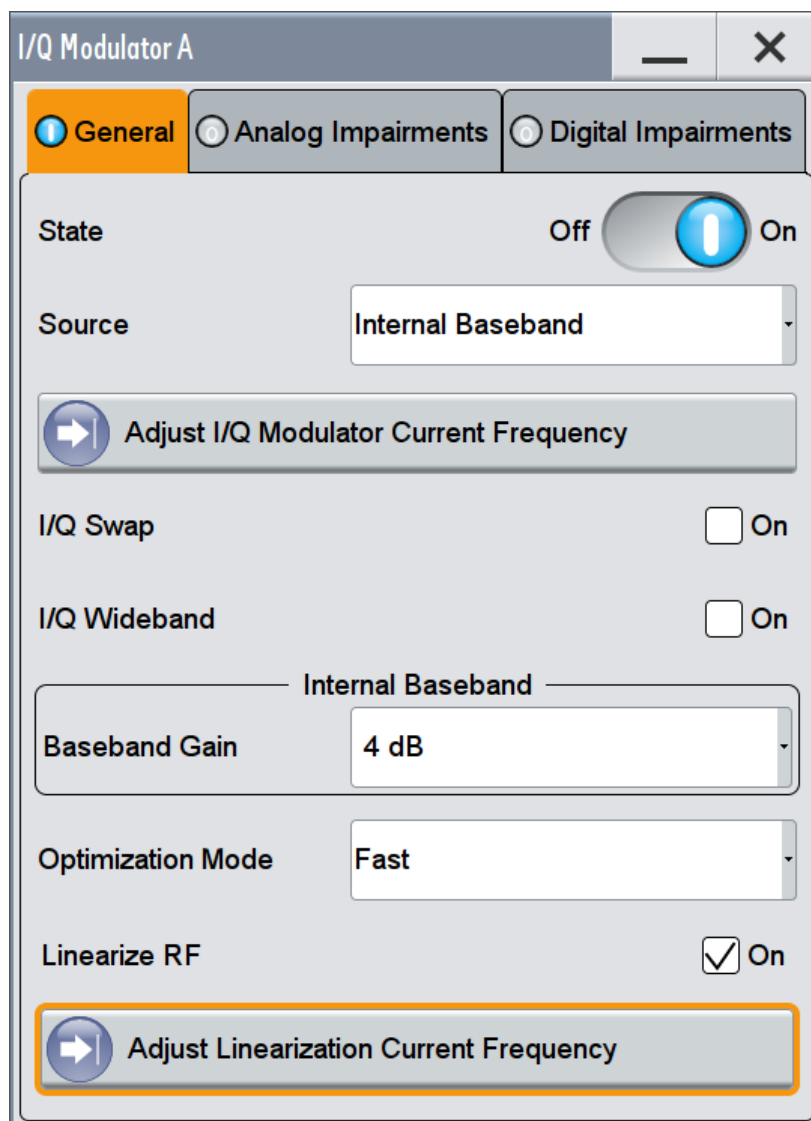 I/Q Modulator A
General Analog Impairments Digital Impairments
State Off On
Source Internal Baseband
Adjust I/Q Modulator Current Frequency
I/Q Swap On
I/Q Wideband On
Internal Baseband
Baseband Gain 4 dB
Optimization Mode Fast
Linearize RF On
Adjust Linearization Current Frequency